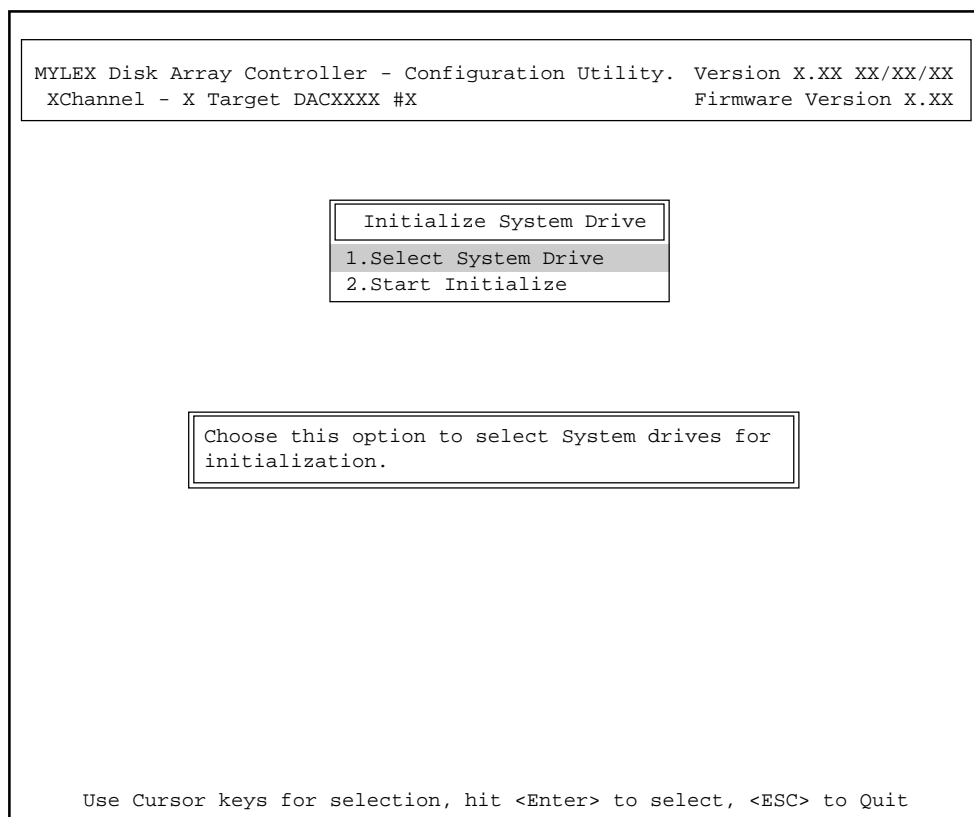 MYLEX Disk Array Controller - Configuration Utility. Version X.XX XX/XX/XX
XChannel - X Target DACXXXX #X Firmware Version X.XX
Initialize System Drive
1.Select System Drive
2.Start Initialize
Choose this option to select System drives for
initialization.
Use Cursor keys for selection, hit <Enter> to select, <ESC> to Quit